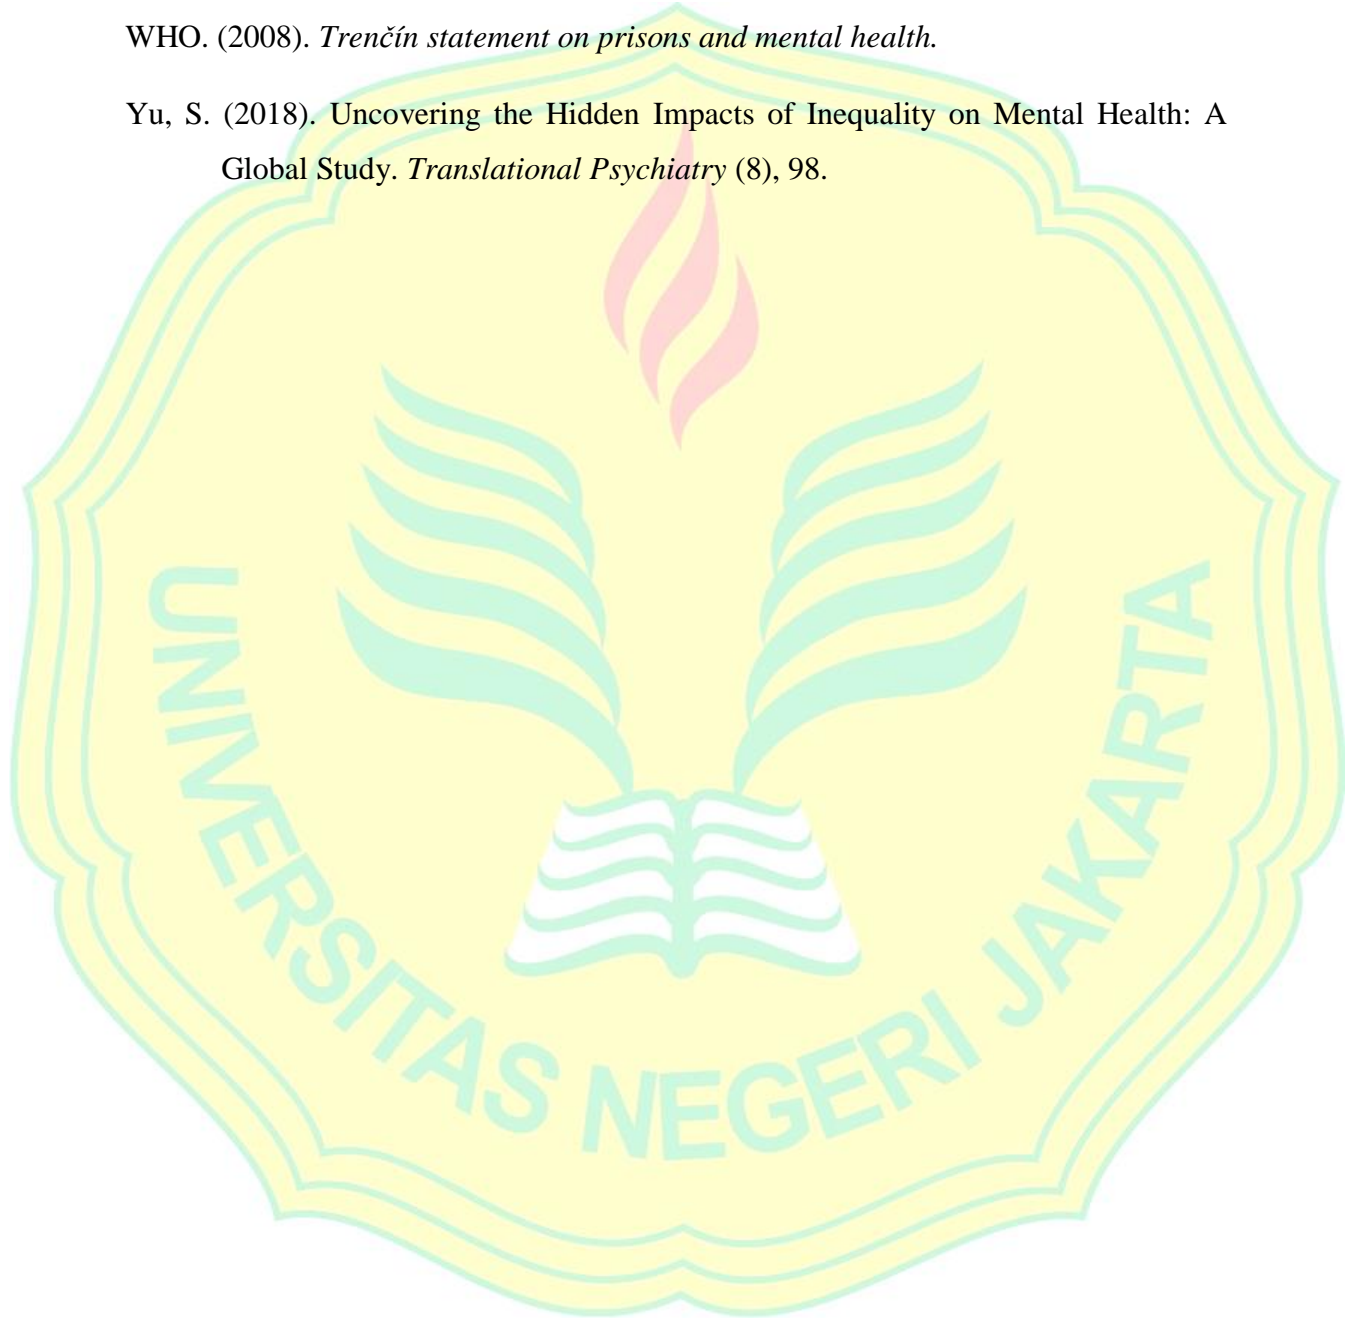 WHO. (2008). Trenčín statement on prisons and mental health.
Yu, S. (2018). Uncovering the Hidden Impacts of Inequality on Mental Health: A
Global Study. Translational Psychiatry (8), 98.
UNIVERSITAS NEGERI JAKARTA